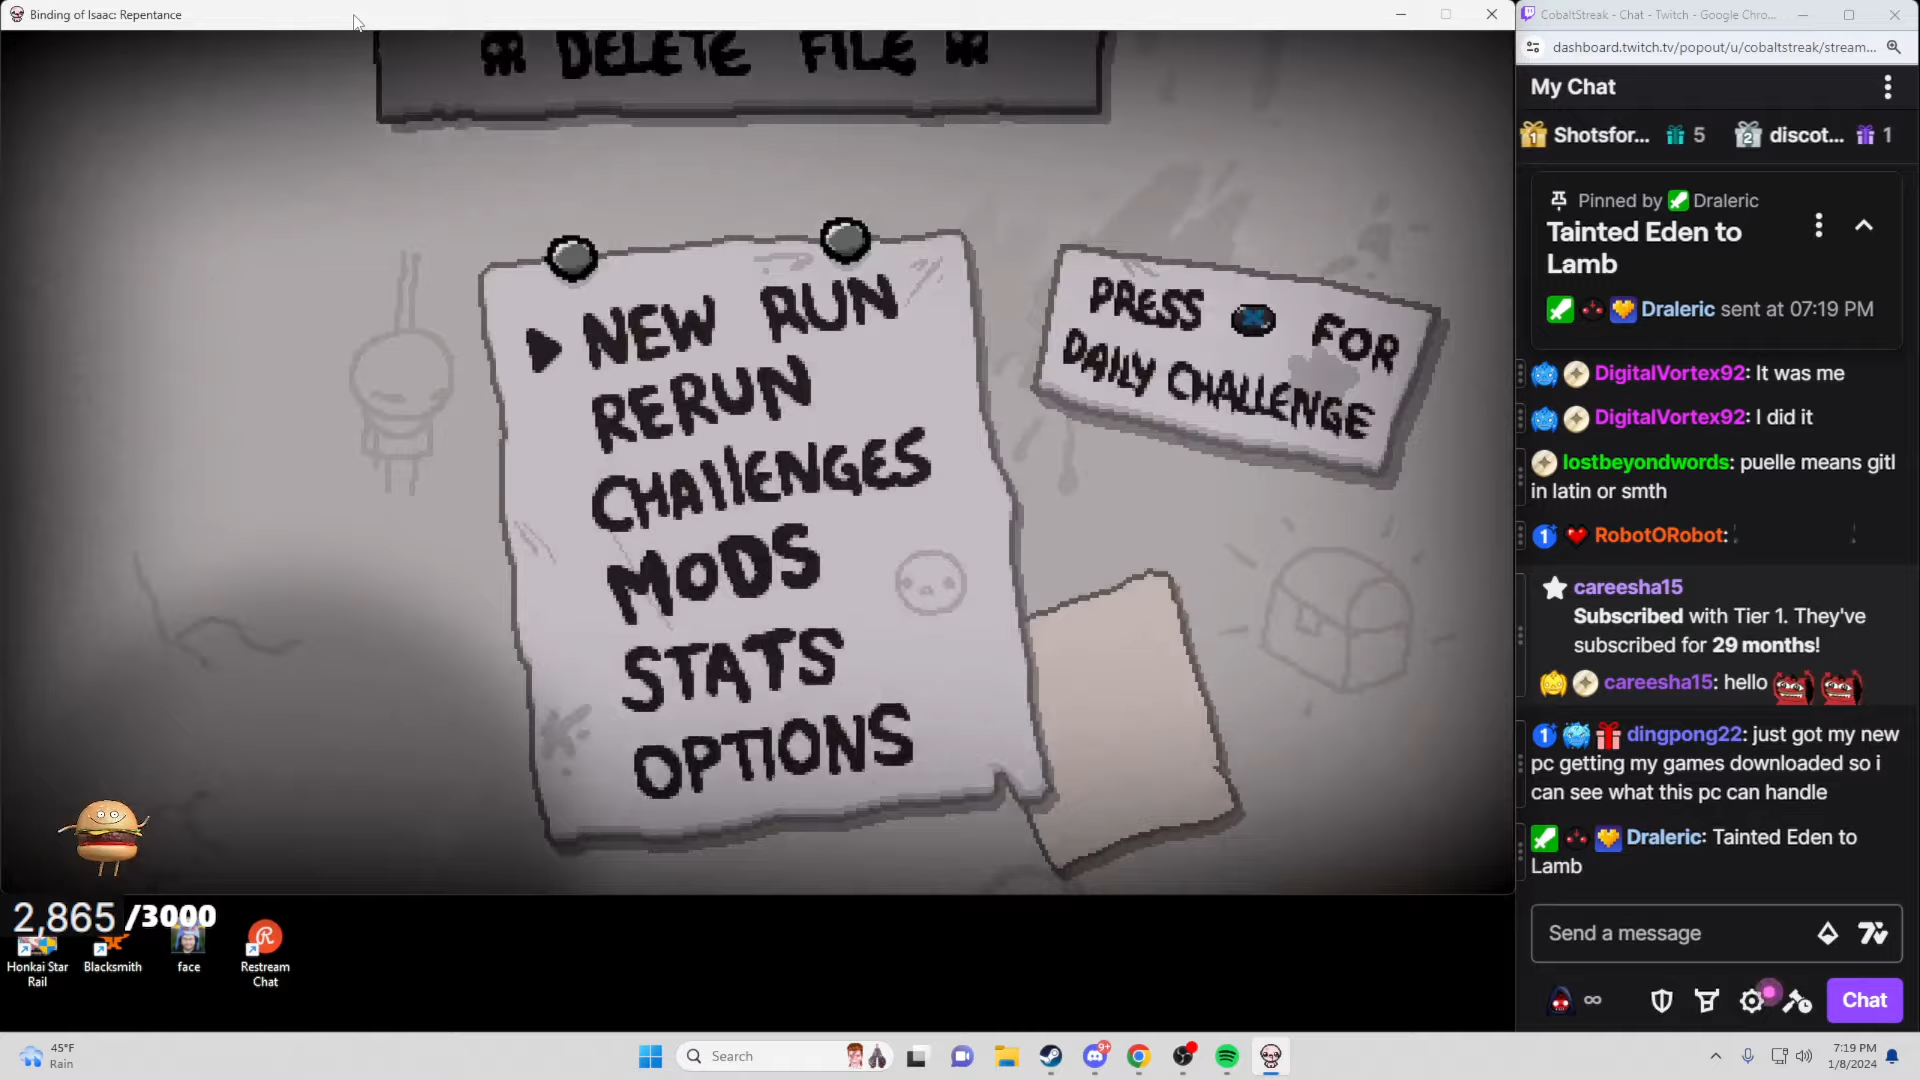 Binding of Isaac: Repentance
DELETE FILE
NEW RUN
RERUN
CHALLENGES
MODS
STATS
OPTIONS
PRESS X FOR
DAILY CHALLENGE
2,865 /3000
Honkai Star
Rail
Blacksmith
face
Restream
Chat
CobaltStreak - Chat - Twitch - Google Chro...
dashboard.twitch.tv/popout/u/cobaltstreak/stream...
My Chat
1 Shotsfor... 5 2 discot... 1
Pinned by Draleric
Tainted Eden to
Lamb
Draleric sent at 07:19 PM
DigitalVortex92: It was me
DigitalVortex92: I did it
lostbeyondwords: puelle means gitl
in latin or smth
1 RobotORobot:
careesha15
Subscribed with Tier 1. They've
subscribed for 29 months!
careesha15: hello
1 dingpong22: just got my new
pc getting my games downloaded so i
can see what this pc can handle
Draleric: Tainted Eden to
Lamb
Send a message
∞
Chat
45°F
Rain
Search
9+
7:19 PM
1/8/2024